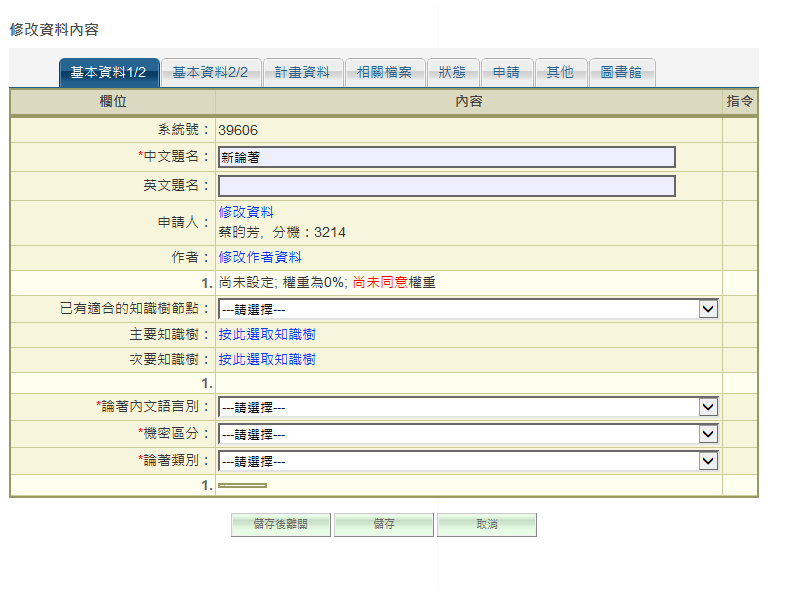 修改資料內容
基本資料1/2 基本資料2/2 計畫資料 相關檔案 狀態 申請 其他 圖書館
欄位 內容 指令
系統號： 39606
*中文題名： 新論著
英文題名：
申請人： 修改資料
蔡昀芳, 分機：3214
作者： 修改作者資料
1. 尚未設定; 權重為0%; 尚未同意權重
已有適合的知識樹節點： ---請選擇---
主要知識樹： 按此選取知識樹
次要知識樹： 按此選取知識樹
1.
*論著內文語言別： ---請選擇---
*機密區分： ---請選擇---
*論著類別： ---請選擇---
1.
儲存後離開 儲存 取消